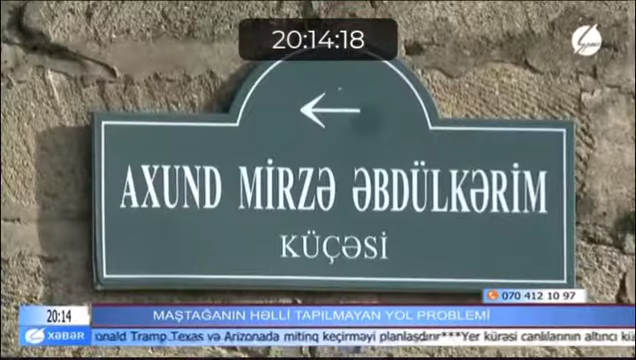 20:14:18
AXUND MİRZƏ ƏBDÜLKƏRİM
KÜÇƏSİ
070 412 10 97
20:14
MAŞTAĞANIN HƏLLİ TAPILMAYAN YOL PROBLEMİ
XƏBƏR
onald Tramp Texas və Arizonada mitinq keçirməyi planlaşdırır***Yer kürəsi canlılarının altıncı